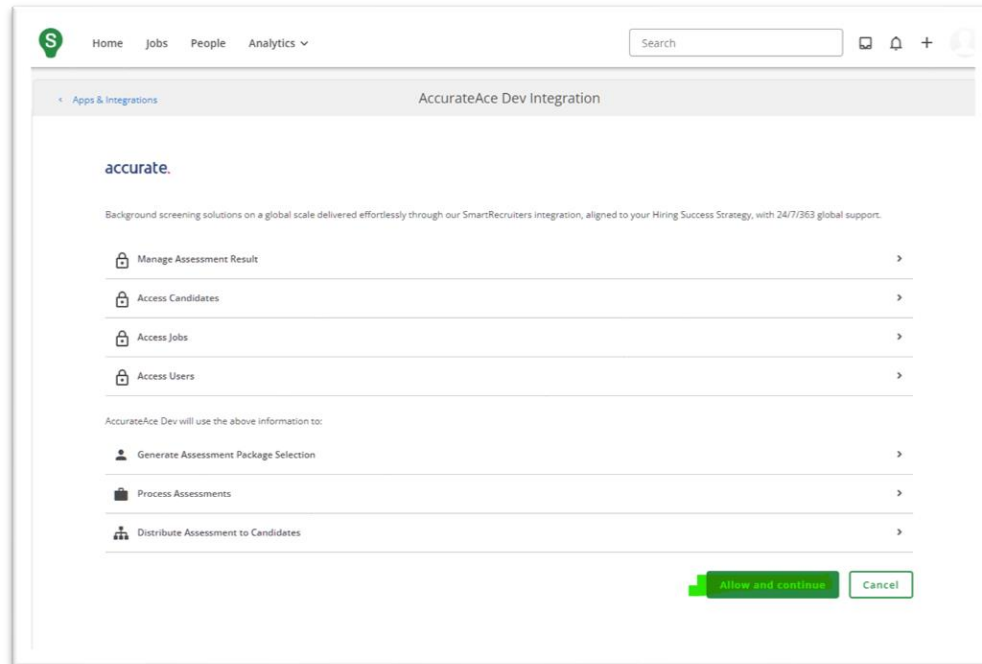 S
Home Jobs People Analytics Search
Apps & Integrations AccurateAce Dev Integration
accurate.
Background screening solutions on a global scale delivered effortlessly through our SmartRecruiters integration, aligned to your Hiring Success Strategy, with 24/7/363 global support.
Manage Assessment Result
Access Candidates
Access Jobs
Access Users
AccurateAce Dev will use the above information to:
Generate Assessment Package Selection
Process Assessments
Distribute Assessment to Candidates
Allow and continue Cancel